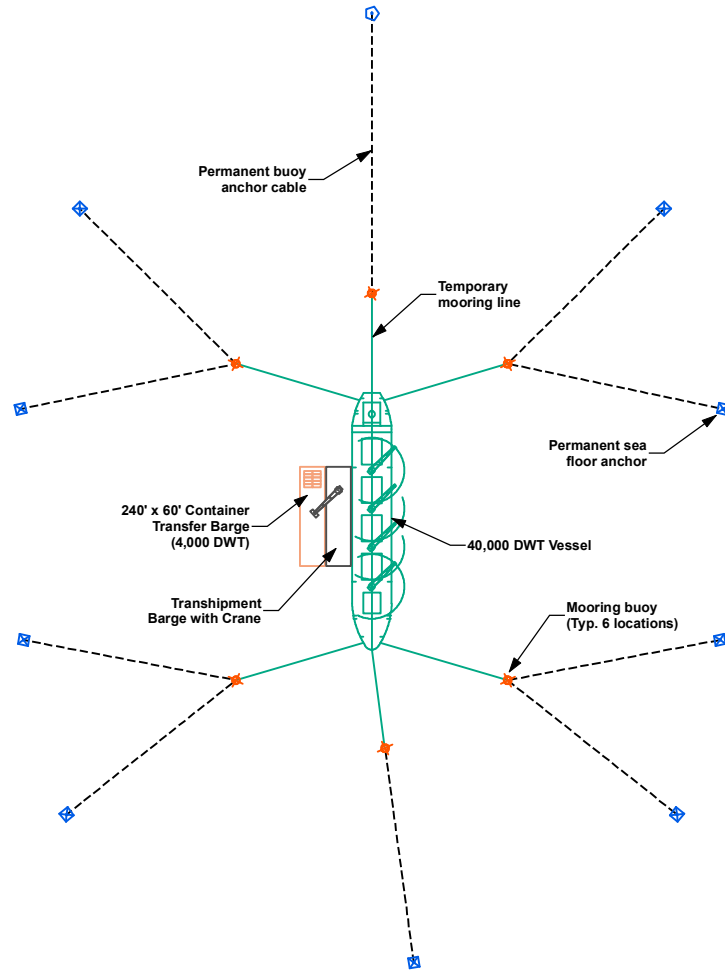 Permanent buoy
anchor cable
Temporary
mooring line
Permanent sea
floor anchor
240' x 60' Container
Transfer Barge
(4,000 DWT)
40,000 DWT Vessel
Transhipment
Barge with Crane
Mooring buoy
(Typ. 6 locations)